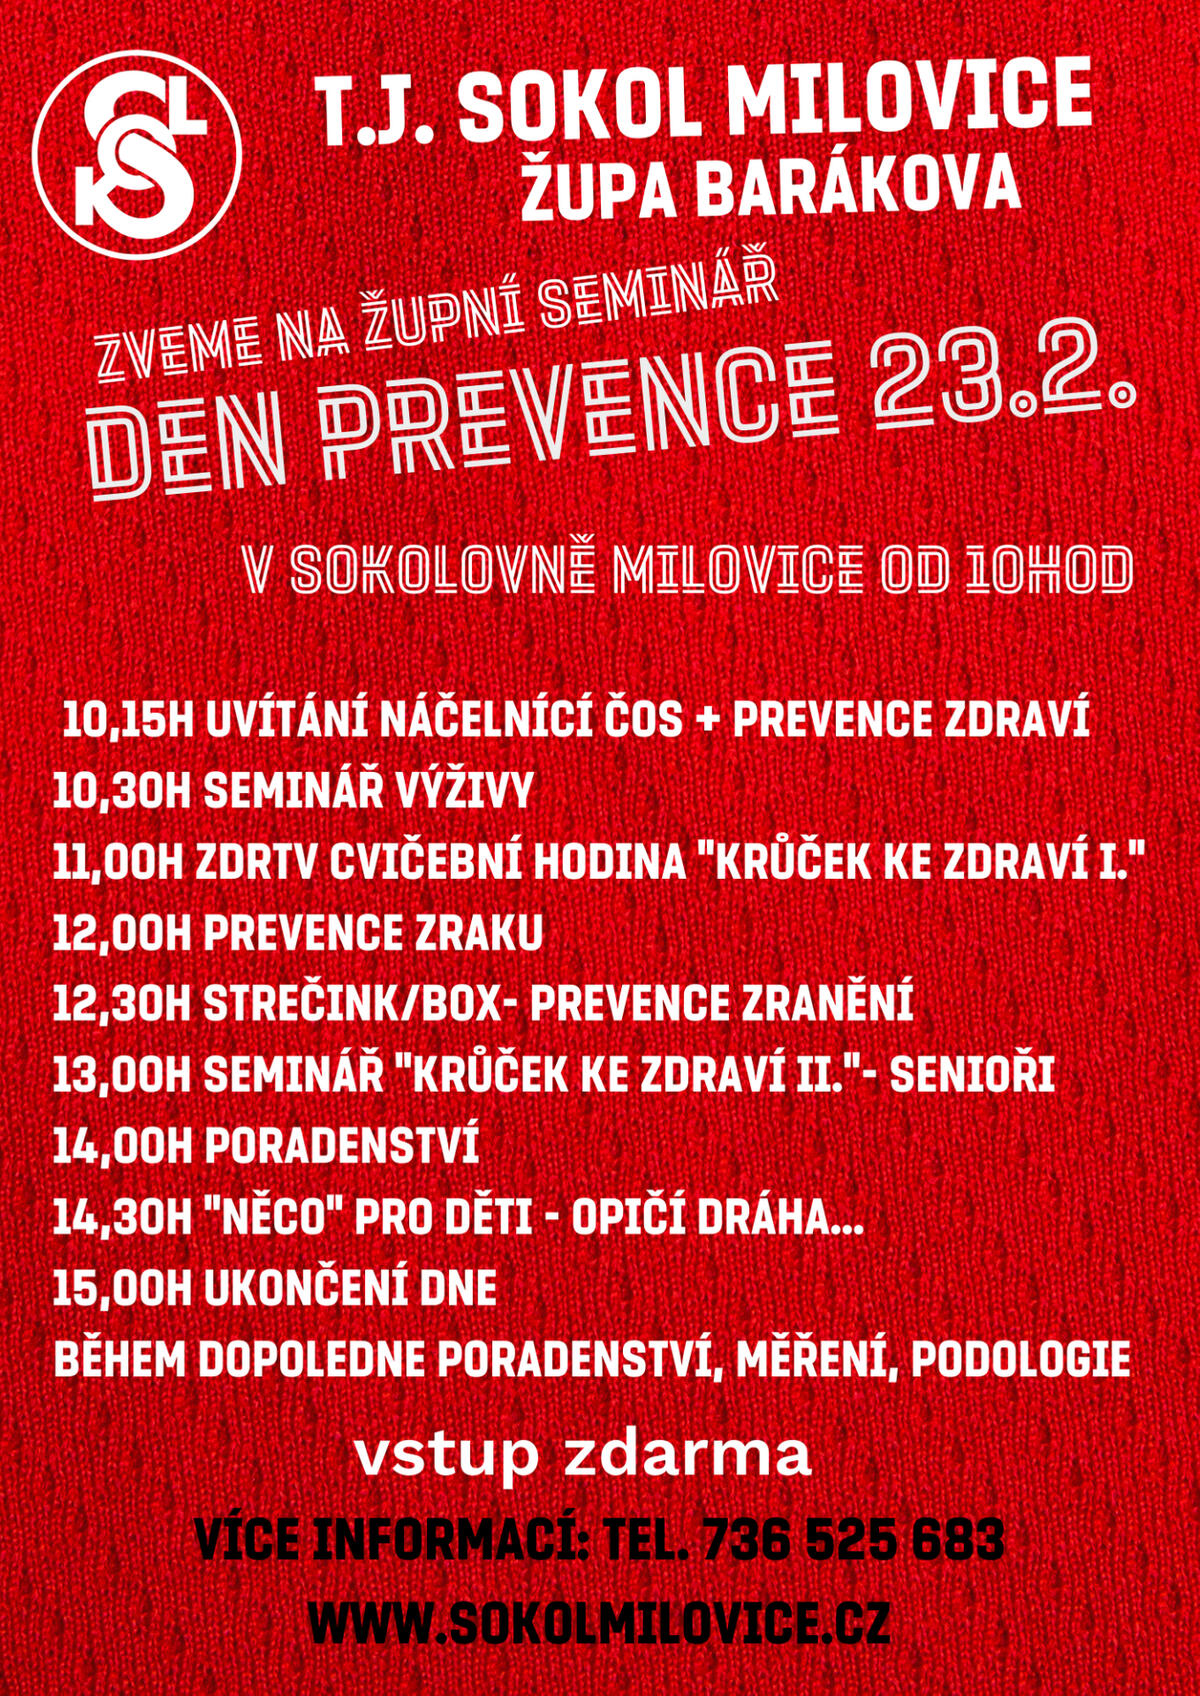 SOKOL
T.J. SOKOL MILOVICE
ŽUPA BARÁKOVA
ZVEME NA ŽUPNÍ SEMINÁŘ
DEN PREVENCE 23.2.
V SOKOLOVNĚ MILOVICE OD 10HOD
10,15H UVÍTÁNÍ NÁČELNÍCÍ ČOS + PREVENCE ZDRAVÍ
10,30H SEMINÁŘ VÝŽIVY
11,00H ZDRTV CVIČEBNÍ HODINA "KRŮČEK KE ZDRAVÍ I."
12,00H PREVENCE ZRAKU
12,30H STREČINK/BOX- PREVENCE ZRANĚNÍ
13,00H SEMINÁŘ "KRŮČEK KE ZDRAVÍ II."- SENIOŘI
14,00H PORADENSTVÍ
14,30H "NĚCO" PRO DĚTI - OPIČÍ DRÁHA...
15,00H UKONČENÍ DNE
BĚHEM DOPOLEDNE PORADENSTVÍ, MĚŘENÍ, PODOLOGIE
vstup zdarma
VÍCE INFORMACÍ: TEL. 736 525 683
WWW.SOKOLMILOVICE.CZ